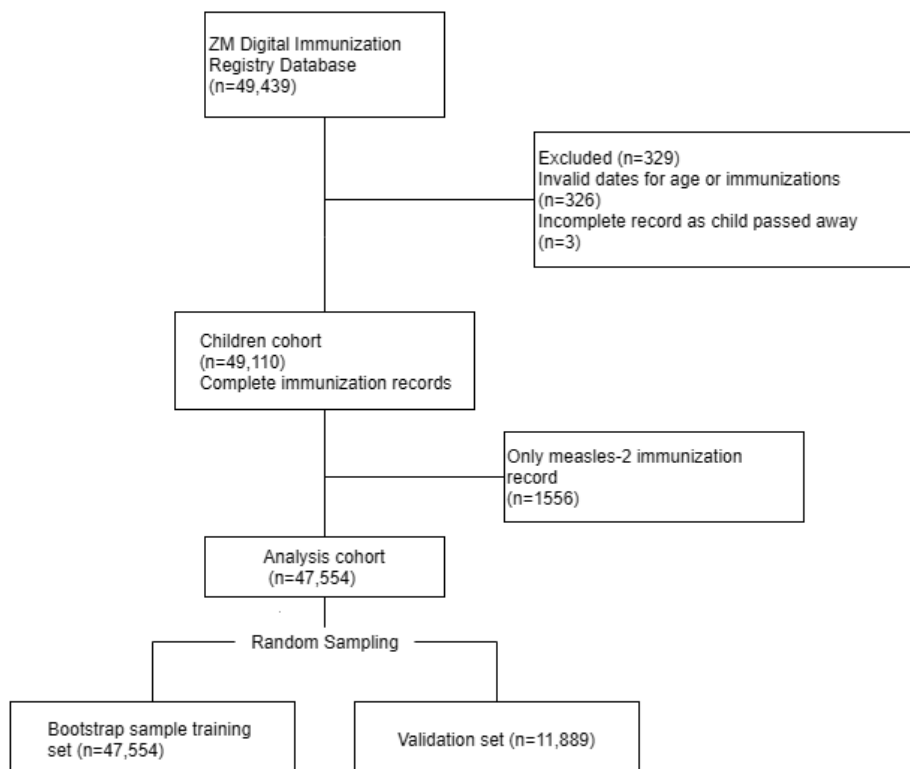 ZM Digital Immunization
Registry Database
(n=49,439)
Excluded (n=329)
Invalid dates for age or immunizations
(n=326)
Incomplete record as child passed away
(n=3)
Children cohort
(n=49,110)
Complete immunization records
Only measles-2 immunization
record
(n=1556)
Analysis cohort
(n=47,554)
Random Sampling
Bootstrap sample training
set (n=47,554)
Validation set (n=11,889)